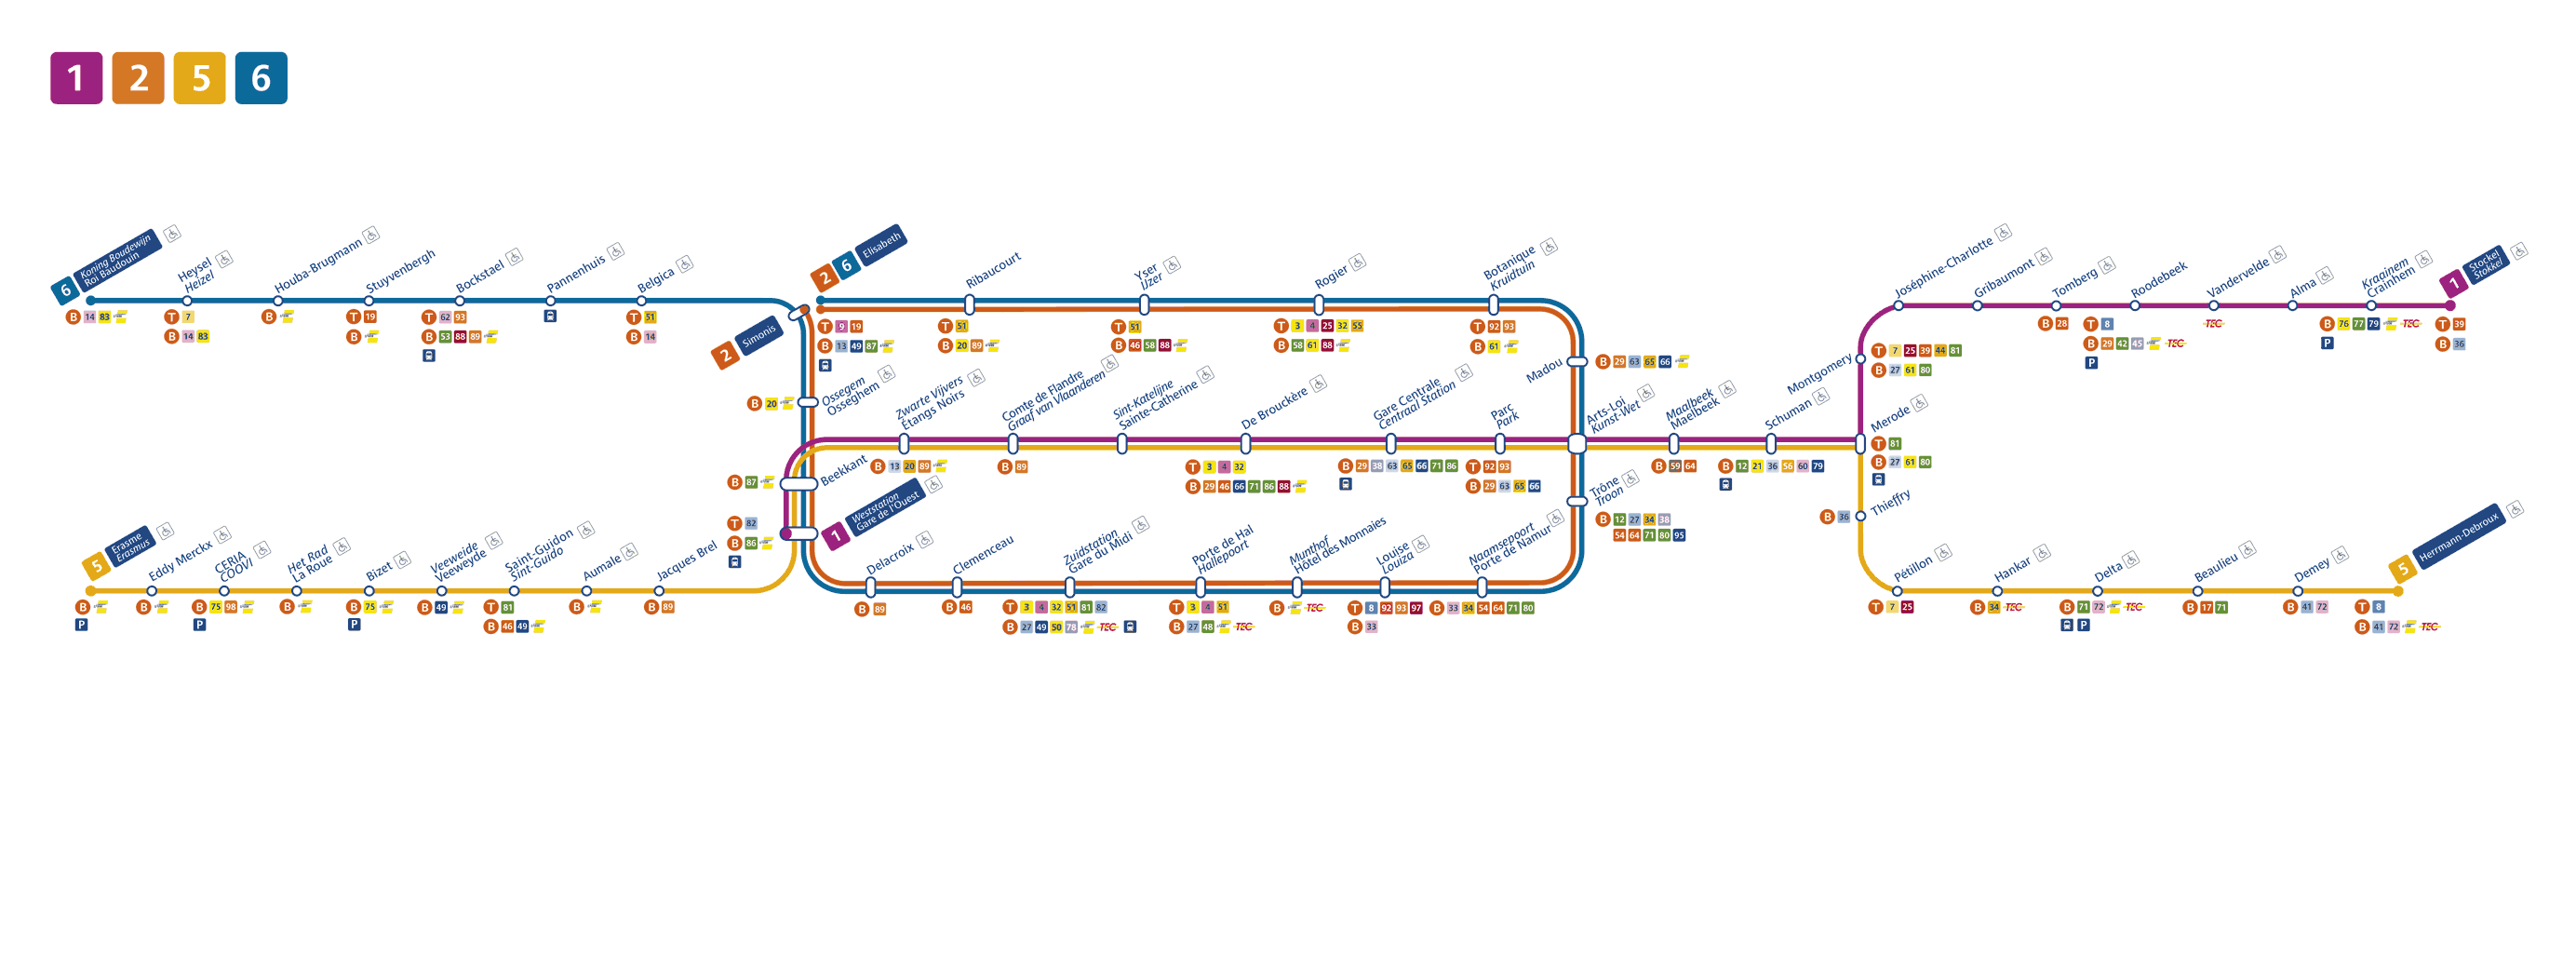 1 2 5 6
6 Koning Boudewijn
Roi Baudouin
B 14 83
Heysel
Heizel
T 7
B 14 83
Houba-Brugmann
B
Stuyvenbergh
T 19
B
Bockstael
T 62 93
B 53 88 89
Pannenhuis
Belgica
T 51
B 14
2 Simonis
2 6 Elisabeth
T 9 19
B 13 49 87
Ribaucourt
T 51
B 20 89
Yser
IJzer
T 51
B 46 58 88
Rogier
T 3 4 25 32 55
B 58 61 88
Botanique
Kruidtuin
T 92 93
B 61
Madou
B 29 63 65 66
Ossegem
Osseghem
B 20
Beekkant
B 87
1 Weststation
Gare de l'Ouest
T 82
B 86
Zwarte Vijvers
Étangs Noirs
B 13 20 89
Comte de Flandre
Graaf van Vlaanderen
B 89
Sint-Katelijne
Sainte-Catherine
De Brouckère
T 3 4 32
B 29 46 66 71 86 88
Gare Centrale
Centraal Station
B 29 38 63 65 66 71 86
Parc
Park
T 92 93
B 29 63 65 66
Arts-Loi
Kunst-Wet
Maalbeek
Maelbeek
B 59 64
Schuman
B 12 21 36 56 60 79
Trône
Troon
B 12 27 34 38
54 64 71 80 95
Merode
T 81
B 27 61 80
Montgomery
T 7 25 39 44 81
B 27 61 80
Joséphine-Charlotte
Gribaumont
Tomberg
B 28
Roodebeek
T 8
B 29 42 45 TEC
P
Vandervelde
TEC
Alma
Kraainem
Crainhem
B 76 77 79 TEC
P
1 Stockel
Stokkel
T 39
B 36
Thieffry
B 36
5 Erasme
Erasmus
B
P
Eddy Merckx
B
CERIA
COOVI
B 75 98
P
Het Rad
La Roue
B
Bizet
B 75
P
Veeweide
Veeweyde
B 49
Saint-Guidon
Sint-Guido
T 81
B 46 49
Aumale
B
Jacques Brel
B 89
Delacroix
B 89
Clemenceau
B 46
Zuidstation
Gare du Midi
T 3 4 32 51 81 82
B 27 49 50 78 TEC
Porte de Hal
Hallepoort
T 3 4 51
B 27 48 TEC
Munthof
Hôtel des Monnaies
B TEC
Louise
Louiza
T 8 92 93 97
B 33
Naamsepoort
Porte de Namur
B 33 34 54 64 71 80
Pétillon
T 7 25
Hankar
B 34 TEC
Delta
B 71 72 TEC
P
Beaulieu
B 17 71
Demey
B 41 72
5 Herrmann-Debroux
T 8
B 41 72 TEC